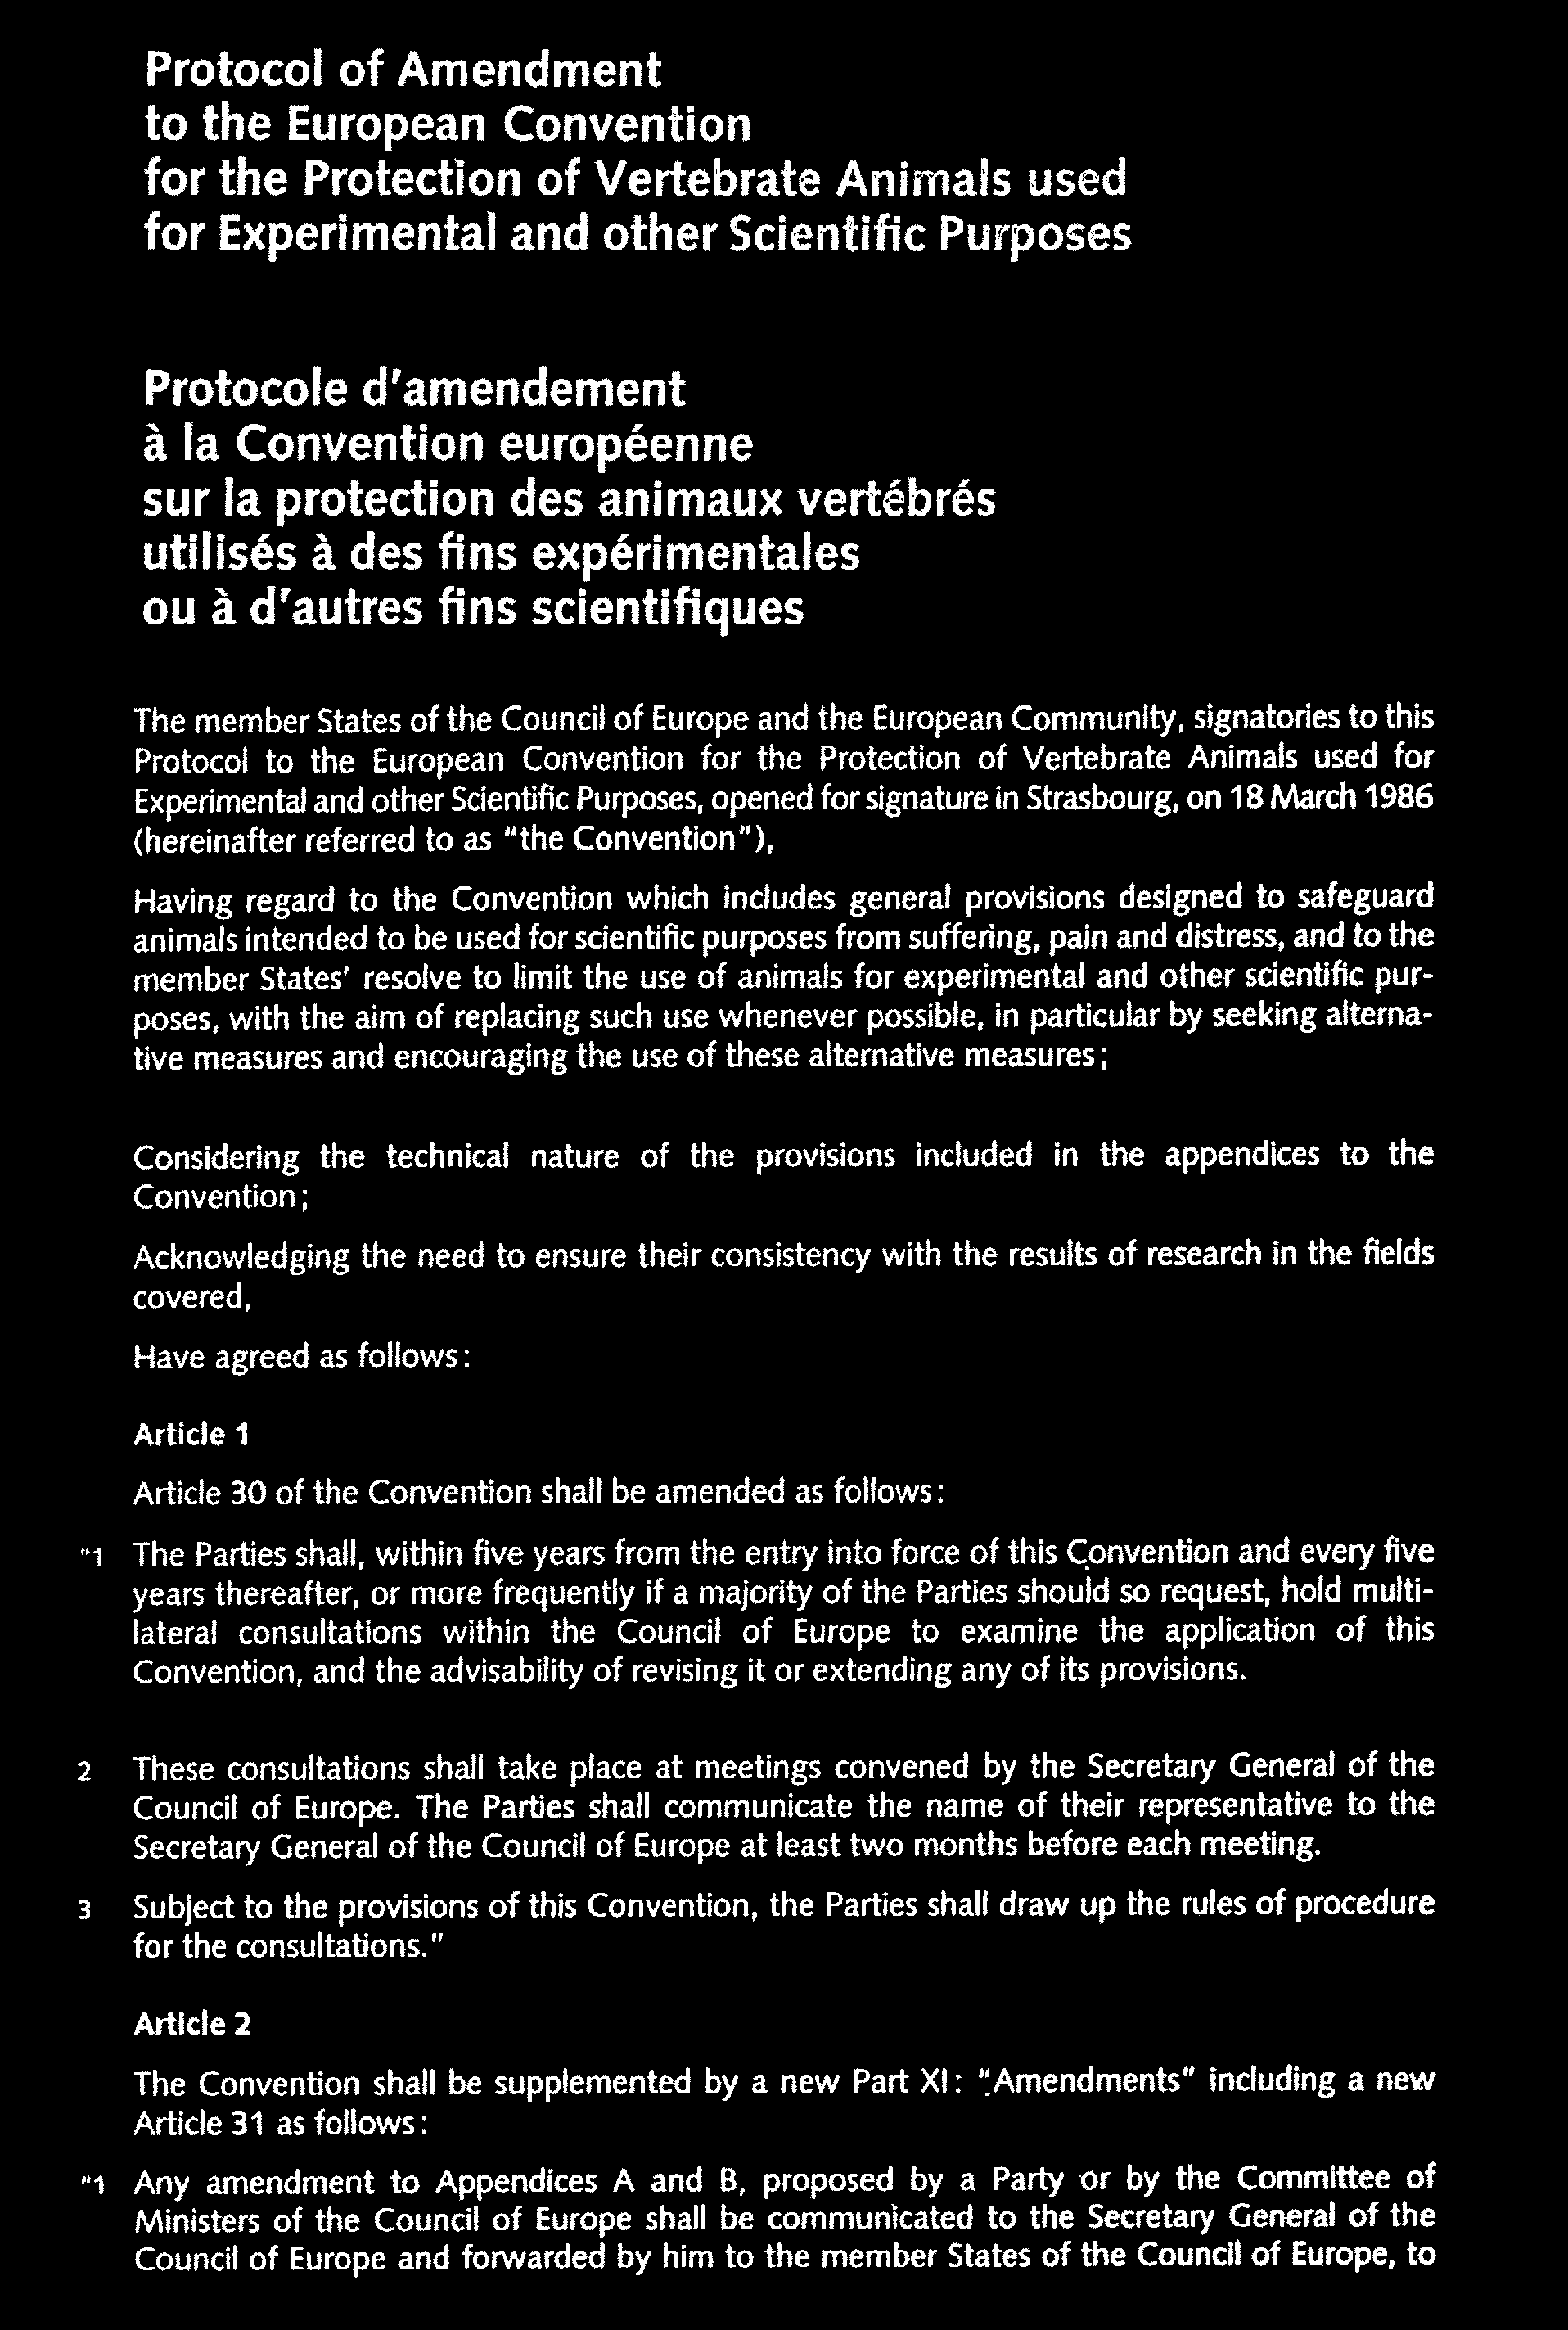 Protocol of Amendment
to the European Convention
for the Protection of Vertebrate Animals used
for Experimental and other Scientific Purposes
Protocole d'amendement
à la Convention européenne
sur la protection des animaux vertébrés
utilisés à des fins expérimentales
ou à d'autres fins scientifiques
The member States of the Council of Europe and the European Community, signatories to this
Protocol to the European Convention for the Protection of Vertebrate Animals used for
Experimental and other Scientific Purposes, opened for signature in Strasbourg, on 18 March 1986
(hereinafter referred to as "the Convention"),
Having regard to the Convention which includes general provisions designed to safeguard
animals intended to be used for scientific purposes from suffering, pain and distress, and to the
member States' resolve to limit the use of animals for experimental and other scientific pur-
poses, with the aim of replacing such use whenever possible, in particular by seeking alterna-
tive measures and encouraging the use of these alternative measures;
Considering the technical nature of the provisions included in the appendices to the
Convention;
Acknowledging the need to ensure their consistency with the results of research in the fields
covered,
Have agreed as follows:
Article 1
Article 30 of the Convention shall be amended as follows:
"1 The Parties shall, within five years from the entry into force of this Convention and every five
years thereafter, or more frequently if a majority of the Parties should so request, hold multi-
lateral consultations within the Council of Europe to examine the application of this
Convention, and the advisability of revising it or extending any of its provisions.
2 These consultations shall take place at meetings convened by the Secretary General of the
Council of Europe. The Parties shall communicate the name of their representative to the
Secretary General of the Council of Europe at least two months before each meeting.
3 Subject to the provisions of this Convention, the Parties shall draw up the rules of procedure
for the consultations."
Article 2
The Convention shall be supplemented by a new Part XI: "Amendments" including a new
Article 31 as follows:
"1 Any amendment to Appendices A and B, proposed by a Party or by the Committee of
Ministers of the Council of Europe shall be communicated to the Secretary General of the
Council of Europe and forwarded by him to the member States of the Council of Europe, to